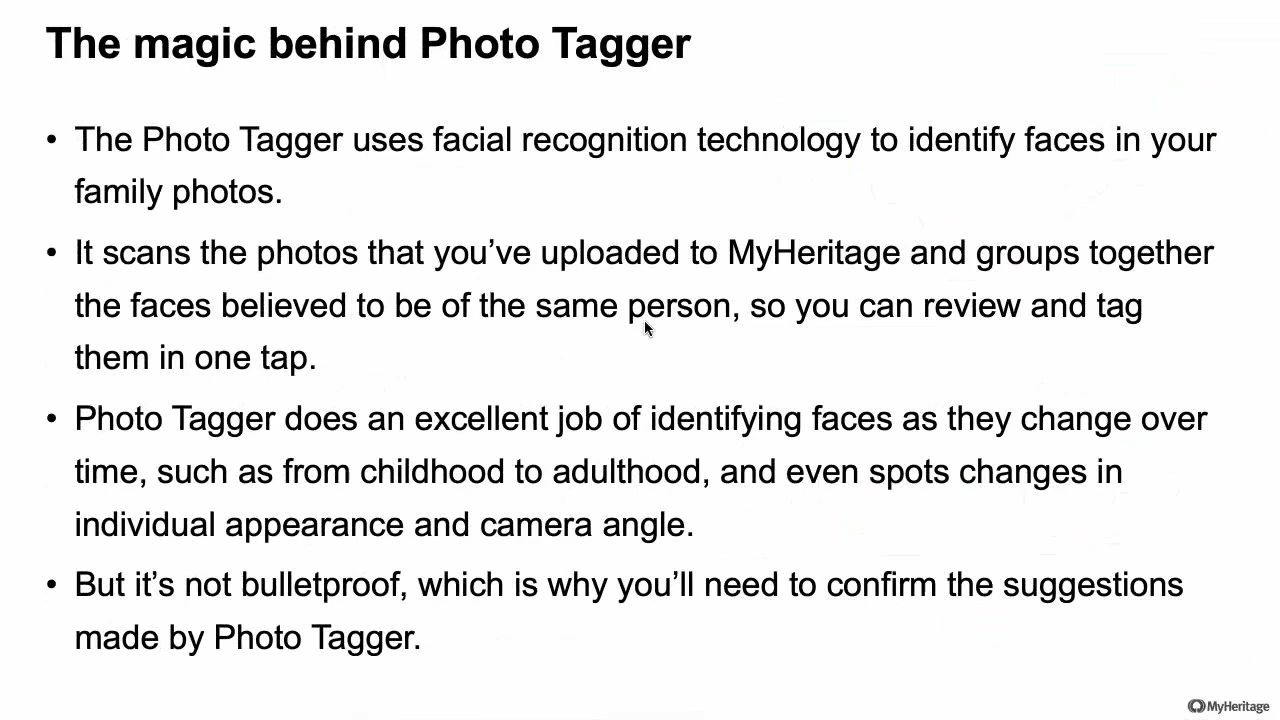 The magic behind Photo Tagger
• The Photo Tagger uses facial recognition technology to identify faces in your
family photos.
• It scans the photos that you’ve uploaded to MyHeritage and groups together
the faces believed to be of the same person, so you can review and tag
them in one tap.
• Photo Tagger does an excellent job of identifying faces as they change over
time, such as from childhood to adulthood, and even spots changes in
individual appearance and camera angle.
• But it’s not bulletproof, which is why you’ll need to confirm the suggestions
made by Photo Tagger.
MyHeritage